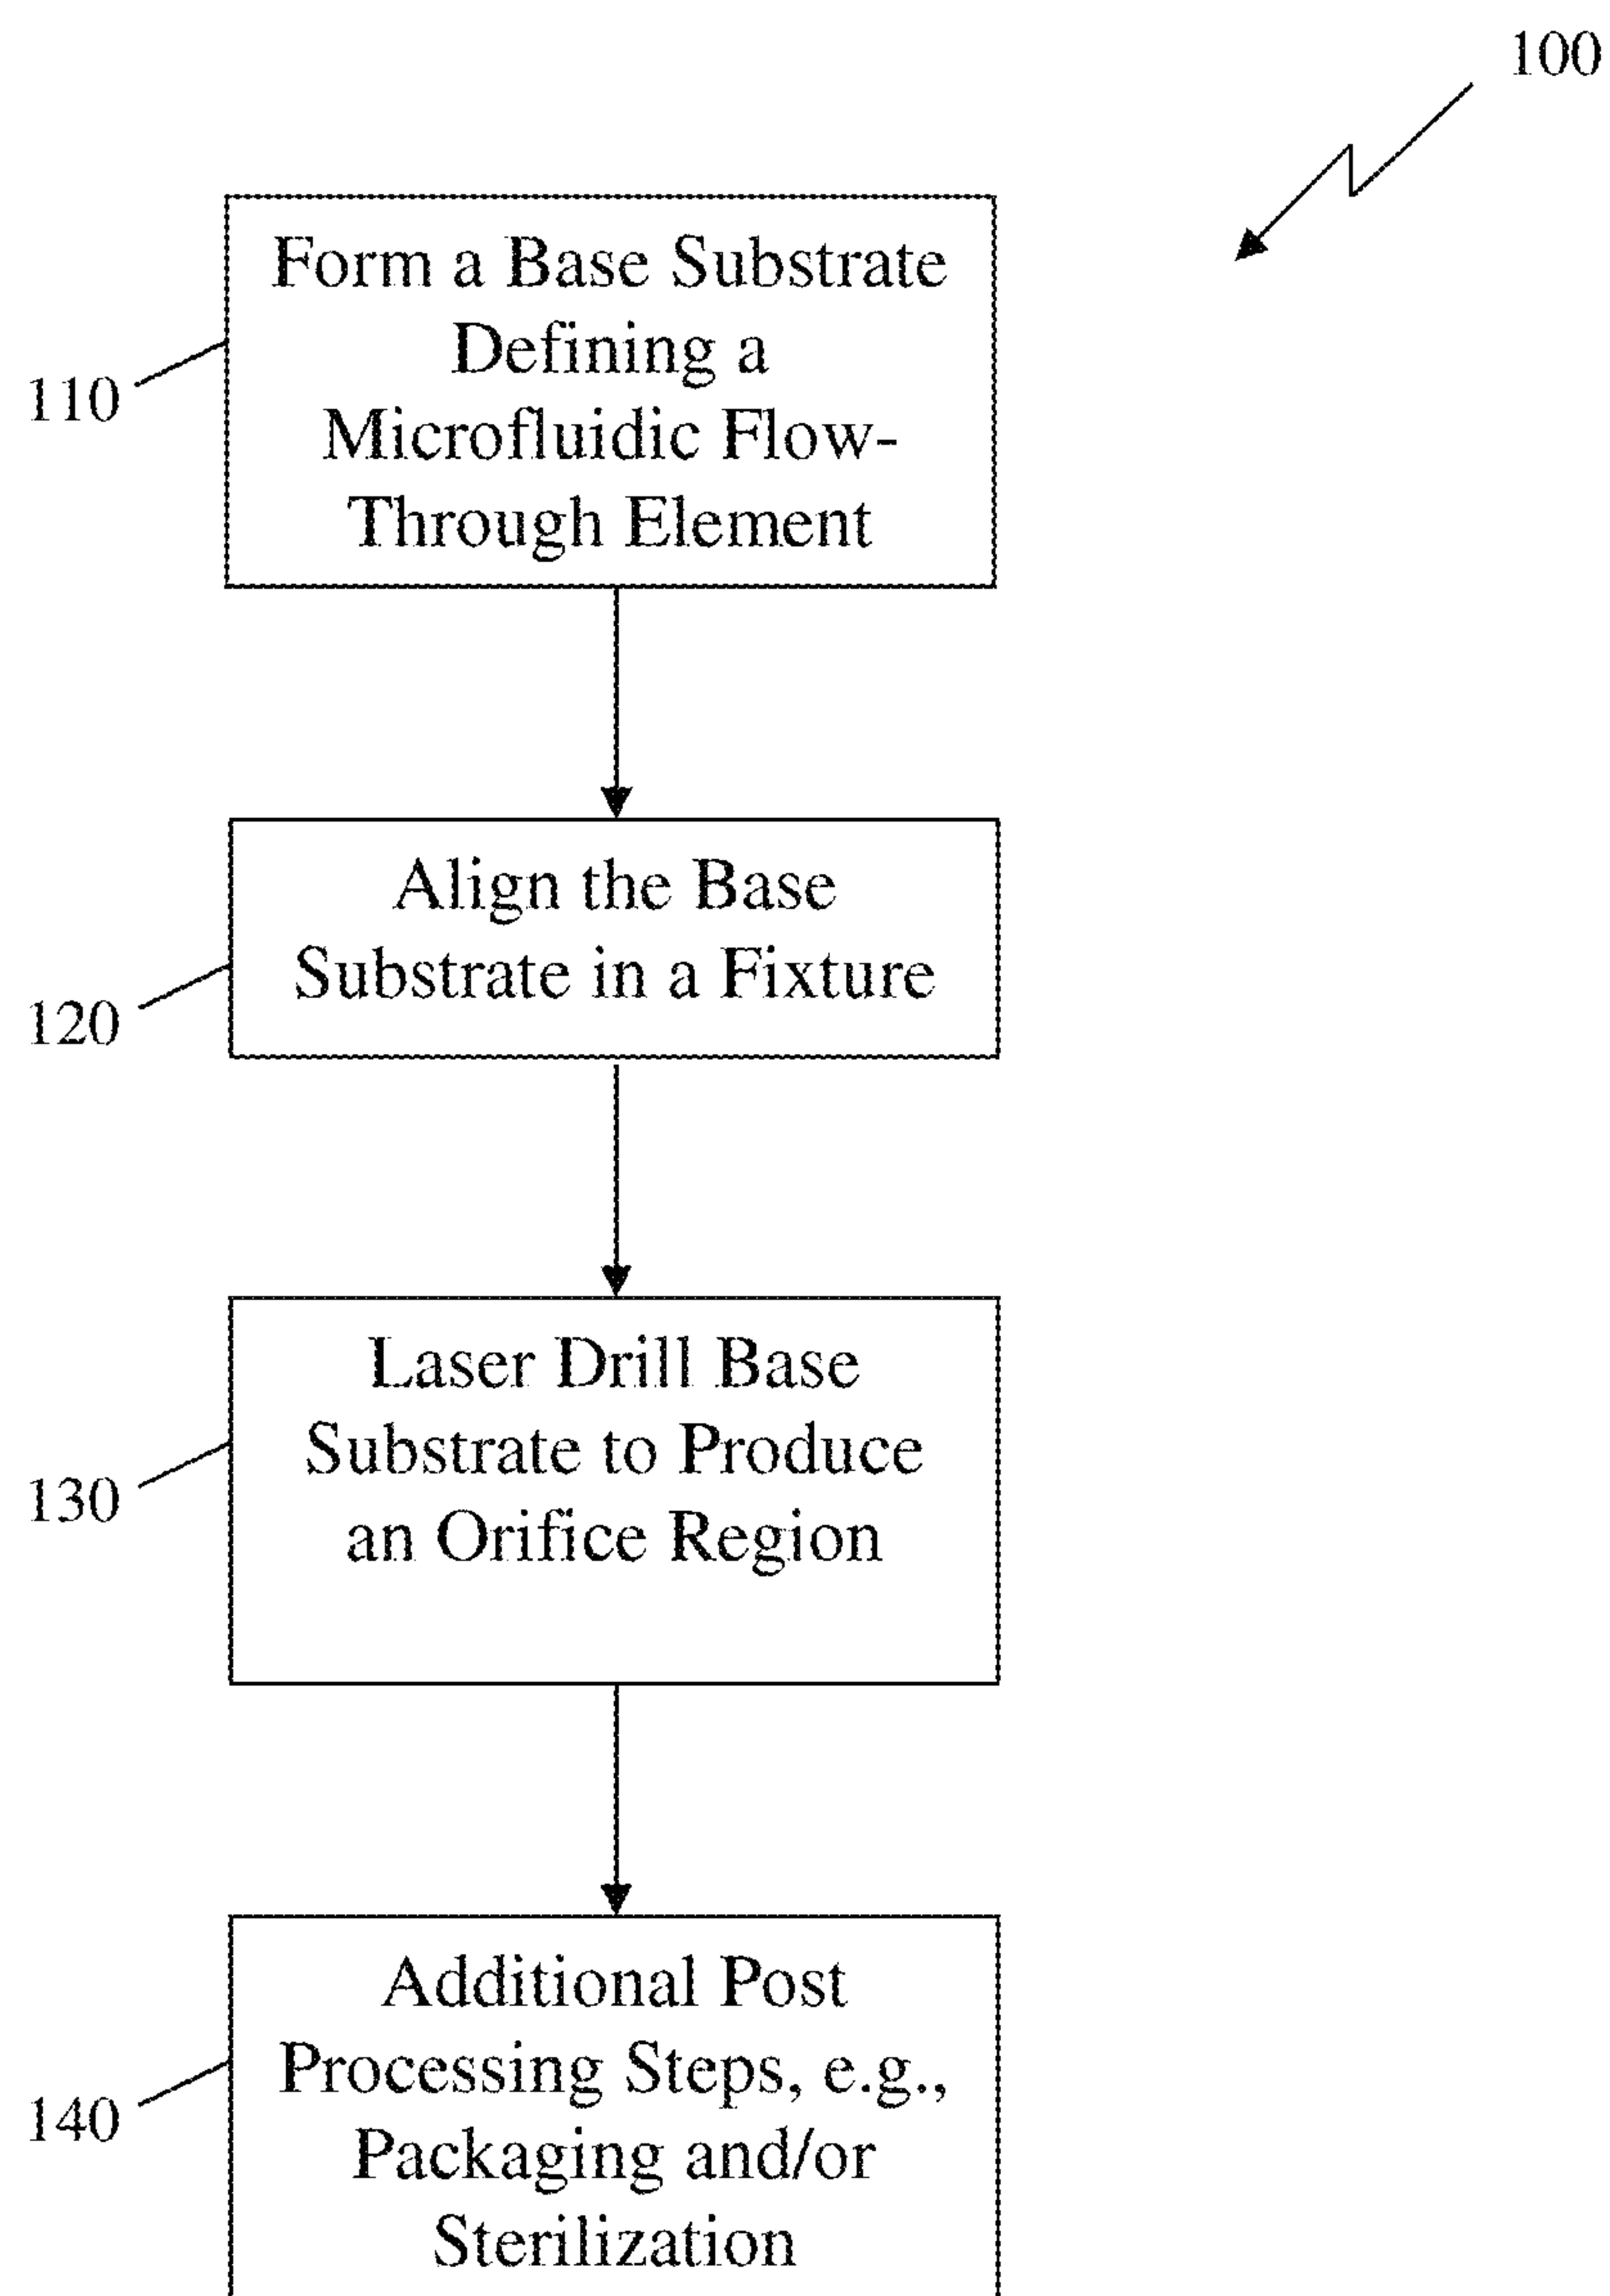 100
Form a Base Substrate
Defining a
Microfluidic Flow-
Through Element
110
Align the Base
Substrate in a Fixture
120
Laser Drill Base
Substrate to Produce
an Orifice Region
130
Additional Post
Processing Steps, e.g.,
Packaging and/or
Sterilization
140